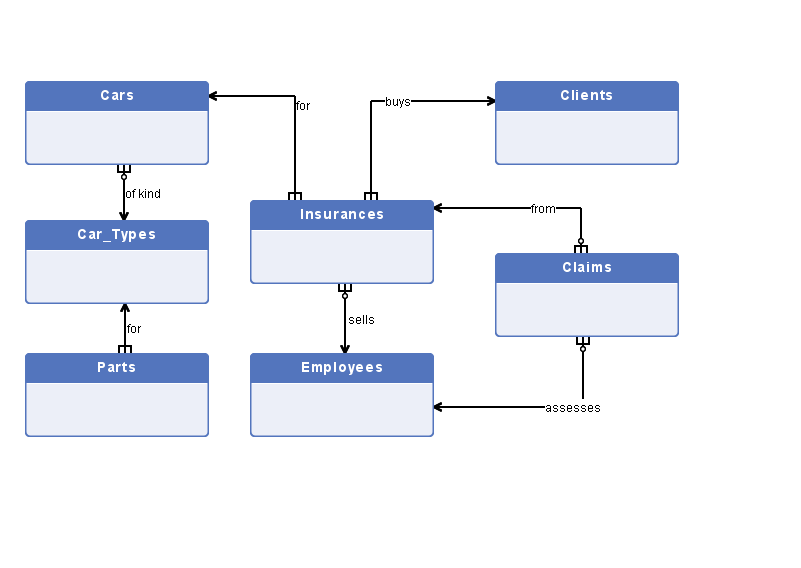 Cars
Clients
for
buys
of kind
Insurances
from
Car_Types
Claims
for
sells
Parts
Employees
assesses